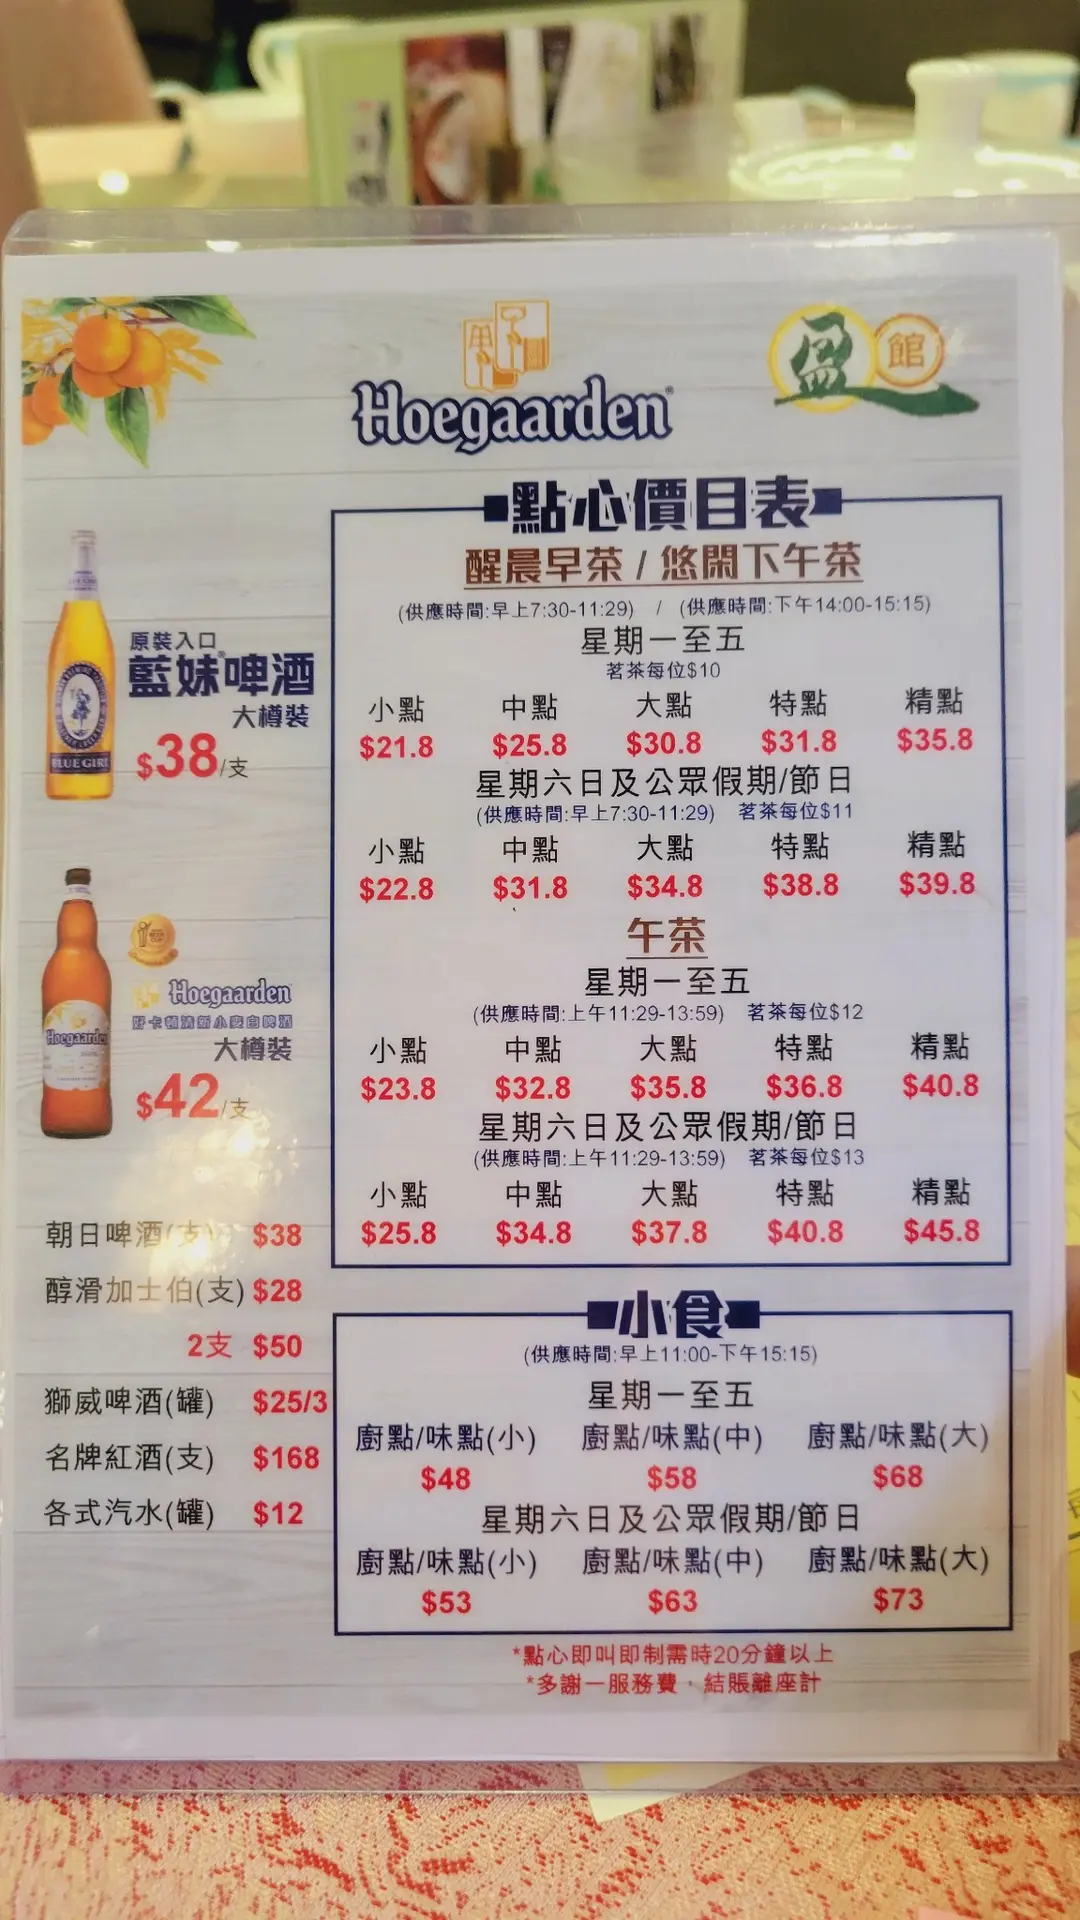 Hoegaarden
盈館
點心價目表
醒晨早茶 / 悠閑下午茶
(供應時間:早上7:30-11:29) / (供應時間:下午14:00-15:15)
星期一至五
茗茶每位$10
小點 中點 大點 特點 精點
$21.8 $25.8 $30.8 $31.8 $35.8
星期六日及公眾假期/節日
(供應時間:早上7:30-11:29) 茗茶每位$11
小點 中點 大點 特點 精點
$22.8 $31.8 $34.8 $38.8 $39.8
午茶
星期一至五
(供應時間:上午11:29-13:59) 茗茶每位$12
小點 中點 大點 特點 精點
$23.8 $32.8 $35.8 $36.8 $40.8
星期六日及公眾假期/節日
(供應時間:上午11:29-13:59) 茗茶每位$13
小點 中點 大點 特點 精點
$25.8 $34.8 $37.8 $40.8 $45.8
小食
(供應時間:早上11:00-下午15:15)
星期一至五
廚點/味點(小) 廚點/味點(中) 廚點/味點(大)
$48 $58 $68
星期六日及公眾假期/節日
廚點/味點(小) 廚點/味點(中) 廚點/味點(大)
$53 $63 $73
*點心即叫即制需時20分鐘以上
*多謝一服務費，結賬離座計
原裝入口
藍妹®啤酒
大樽裝
$38/支
BLUE GIRL
Hoegaarden
大樽裝
$42/支
Hoegaarden
朝日啤酒(支) $38
醇滑加士伯(支) $28
2支 $50
獅威啤酒(罐) $25/3
名牌紅酒(支) $168
各式汽水(罐) $12